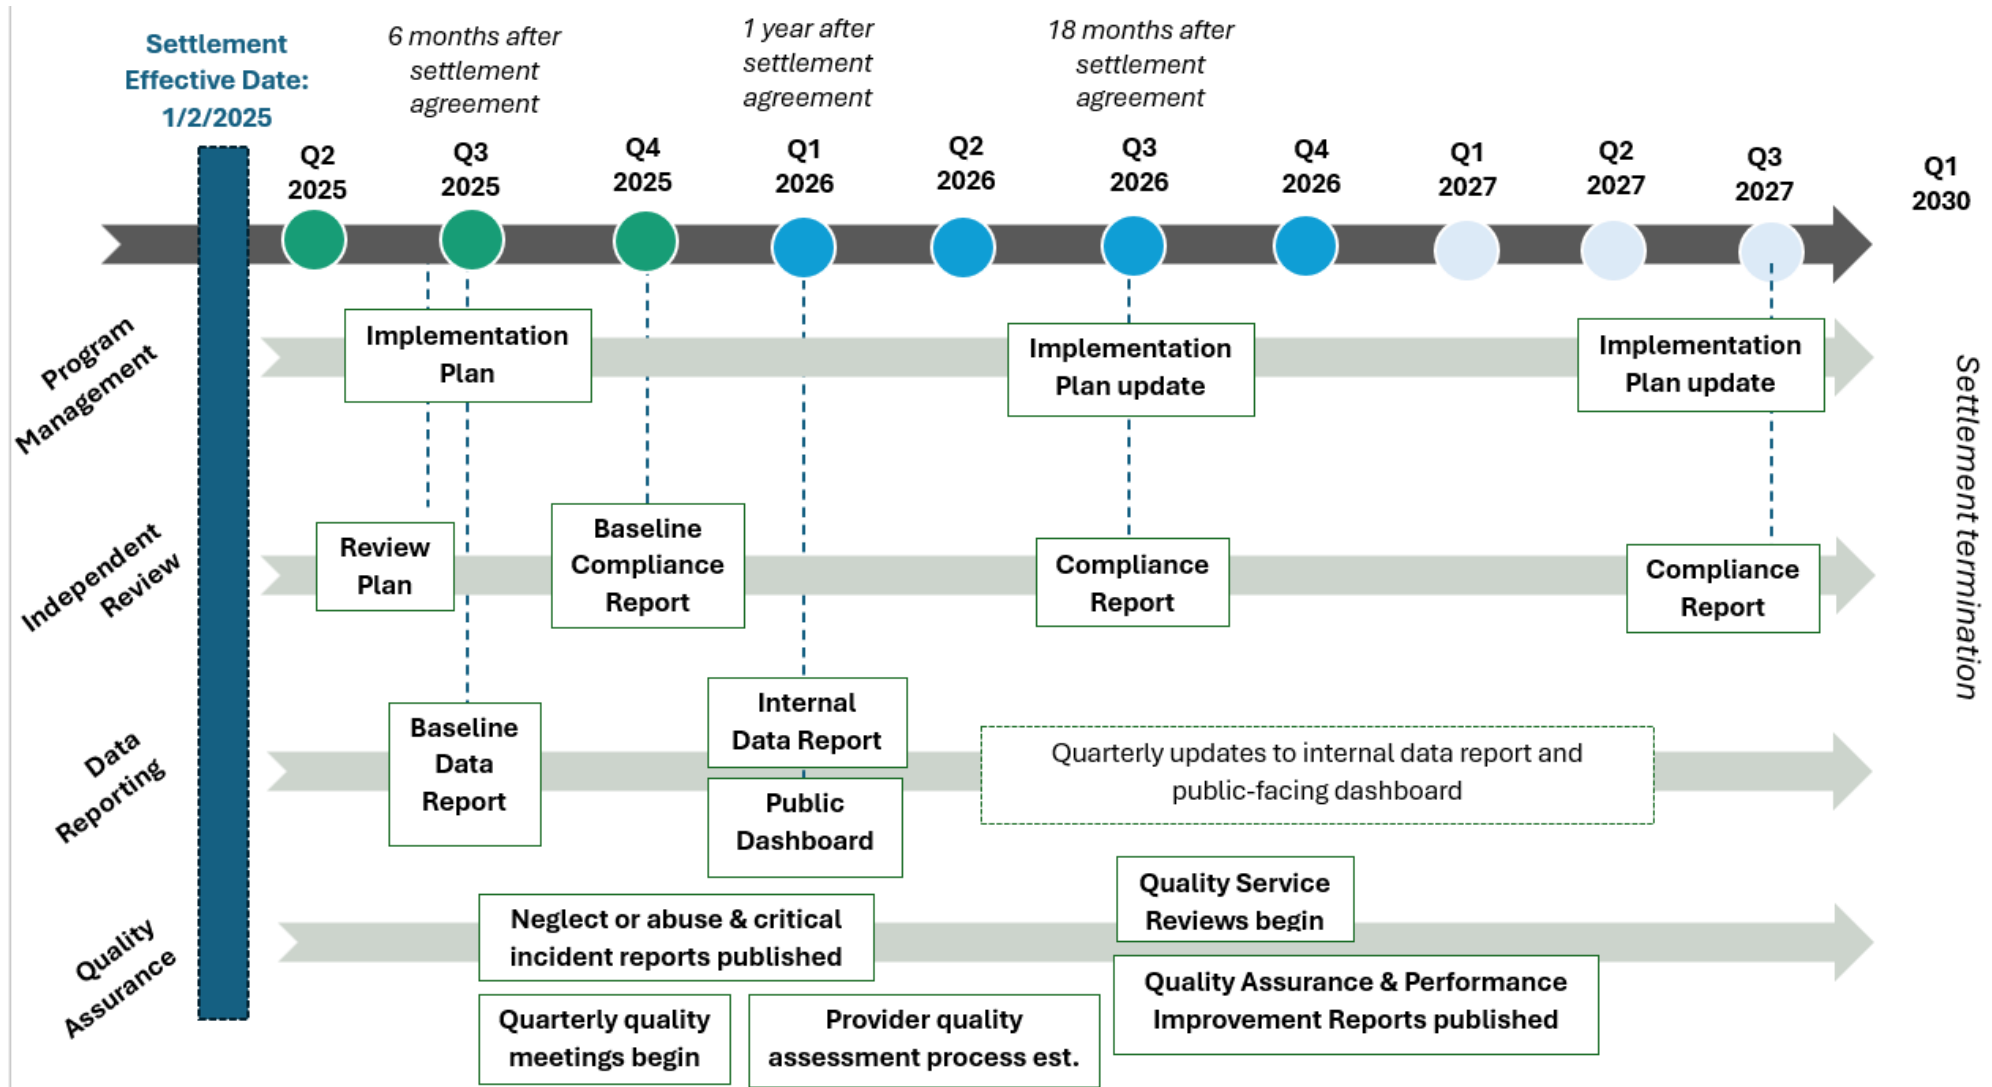 Settlement
Effective Date:
1/2/2025
6 months after
settlement
agreement
1 year after
settlement
agreement
18 months after
settlement
agreement
Q2
2025
Q3
2025
Q4
2025
Q1
2026
Q2
2026
Q3
2026
Q4
2026
Q1
2027
Q2
2027
Q3
2027
Q1
2030
Program
Management
Implementation
Plan
Implementation
Plan update
Implementation
Plan update
Independent
Review
Review
Plan
Baseline
Compliance
Report
Compliance
Report
Compliance
Report
Data
Reporting
Baseline
Data
Report
Internal
Data Report
Public
Dashboard
Quarterly updates to internal data report and
public-facing dashboard
Quality
Assurance
Neglect or abuse & critical
incident reports published
Quarterly quality
meetings begin
Provider quality
assessment process est.
Quality Service
Reviews begin
Quality Assurance & Performance
Improvement Reports published
Settlement termination